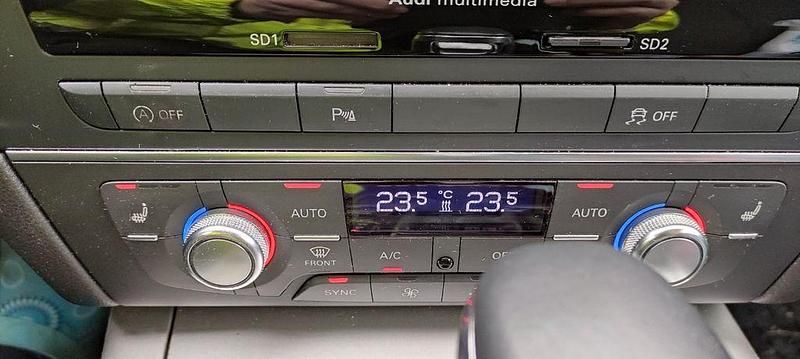 Audi multimedia
SD1
SD2
A OFF
P
OFF
23.5 °C 23.5
AUTO
AUTO
FRONT
A/C
SYNC